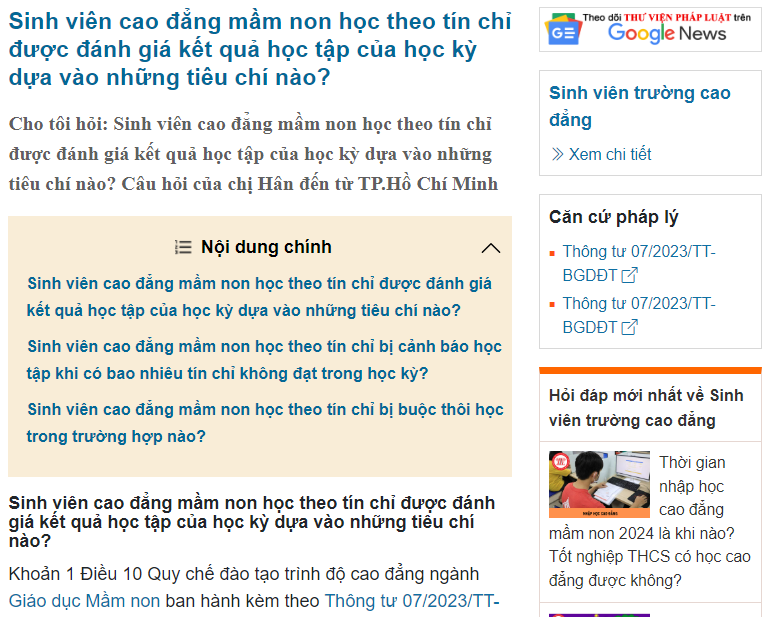 Sinh viên cao đẳng mầm non học theo tín chỉ
được đánh giá kết quả học tập của học kỳ
dựa vào những tiêu chí nào?
Cho tôi hỏi: Sinh viên cao đẳng mầm non học theo tín chỉ
được đánh giá kết quả học tập của học kỳ dựa vào những
tiêu chí nào? Câu hỏi của chị Hân đến từ TP.Hồ Chí Minh
Nội dung chính
Sinh viên cao đẳng mầm non học theo tín chỉ được đánh giá
kết quả học tập của học kỳ dựa vào những tiêu chí nào?
Sinh viên cao đẳng mầm non học theo tín chỉ bị cảnh báo học
tập khi có bao nhiêu tín chỉ không đạt trong học kỳ?
Sinh viên cao đẳng mầm non học theo tín chỉ bị buộc thôi học
trong trường hợp nào?
Sinh viên cao đẳng mầm non học theo tín chỉ được đánh
giá kết quả học tập của học kỳ dựa vào những tiêu chí
nào?
Khoản 1 Điều 10 Quy chế đào tạo trình độ cao đẳng ngành
Giáo dục Mầm non ban hành kèm theo Thông tư 07/2023/TT-
Theo dõi THƯ VIỆN PHÁP LUẬT trên
GE Google News
Sinh viên trường cao
đẳng
Xem chi tiết
Căn cứ pháp lý
Thông tư 07/2023/TT-
BGDĐT
Thông tư 07/2023/TT-
BGDĐT
Hỏi đáp mới nhất về Sinh
viên trường cao đẳng
NHẬP HỌC CAO ĐẲNG
Thời gian
nhập học
cao đẳng
mầm non 2024 là khi nào?
Tốt nghiệp THCS có học cao
đẳng được không?